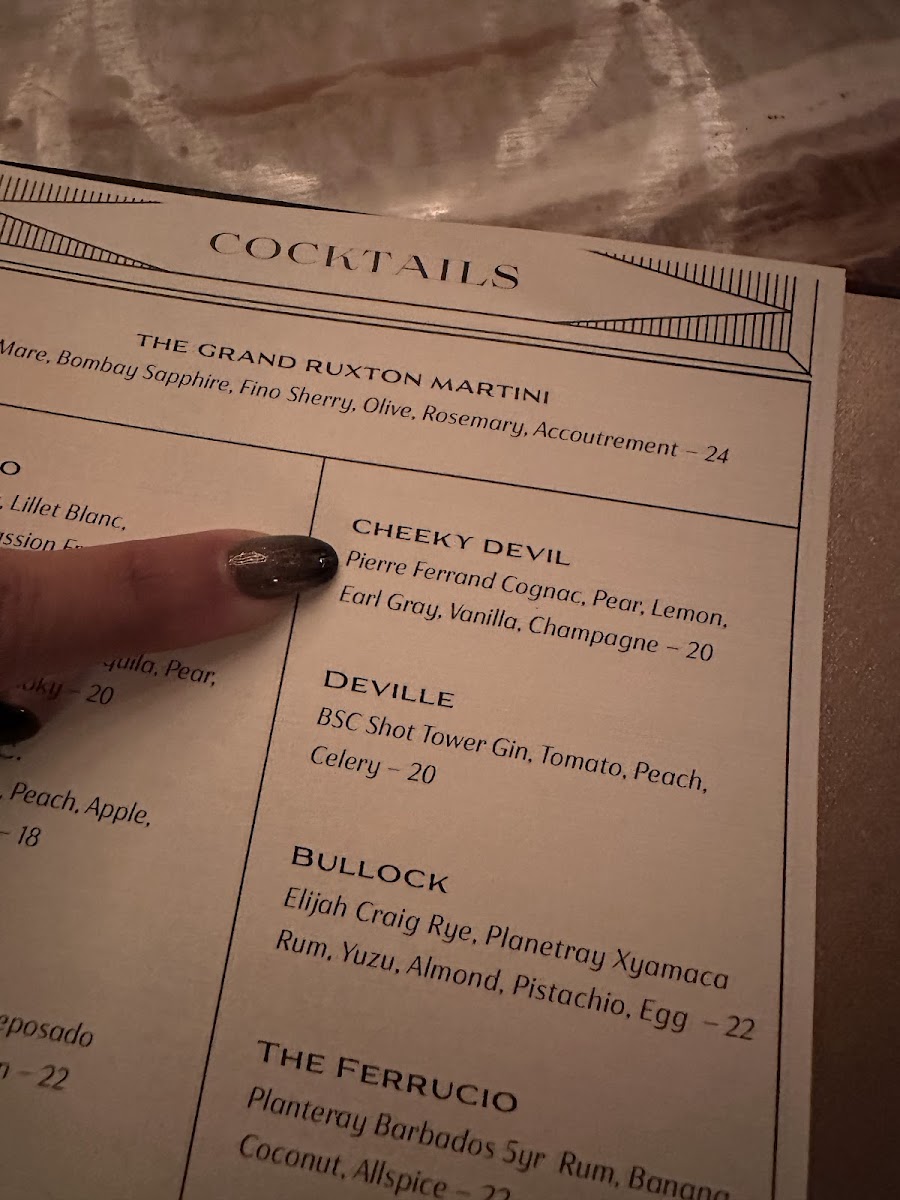 COCKTAILS
THE GRAND RUXTON MARTINI
Mare, Bombay Sapphire, Fino Sherry, Olive, Rosemary, Accoutrement – 24
O
Lillet Blanc,
CHEEKY DEVIL
Pierre Ferrand Cognac, Pear, Lemon,
Earl Gray, Vanilla, Champagne – 20
Pear,
– 20
DEVILLE
BSC Shot Tower Gin, Tomato, Peach,
Celery – 20
, Peach, Apple,
– 18
BULLOCK
Elijah Craig Rye, Planetray Xyamaca
Rum, Yuzu, Almond, Pistachio, Egg – 22
eposado
n – 22
THE FERRUCIO
Planteray Barbados 5yr Rum, Banana
Coconut, Allspice – 22